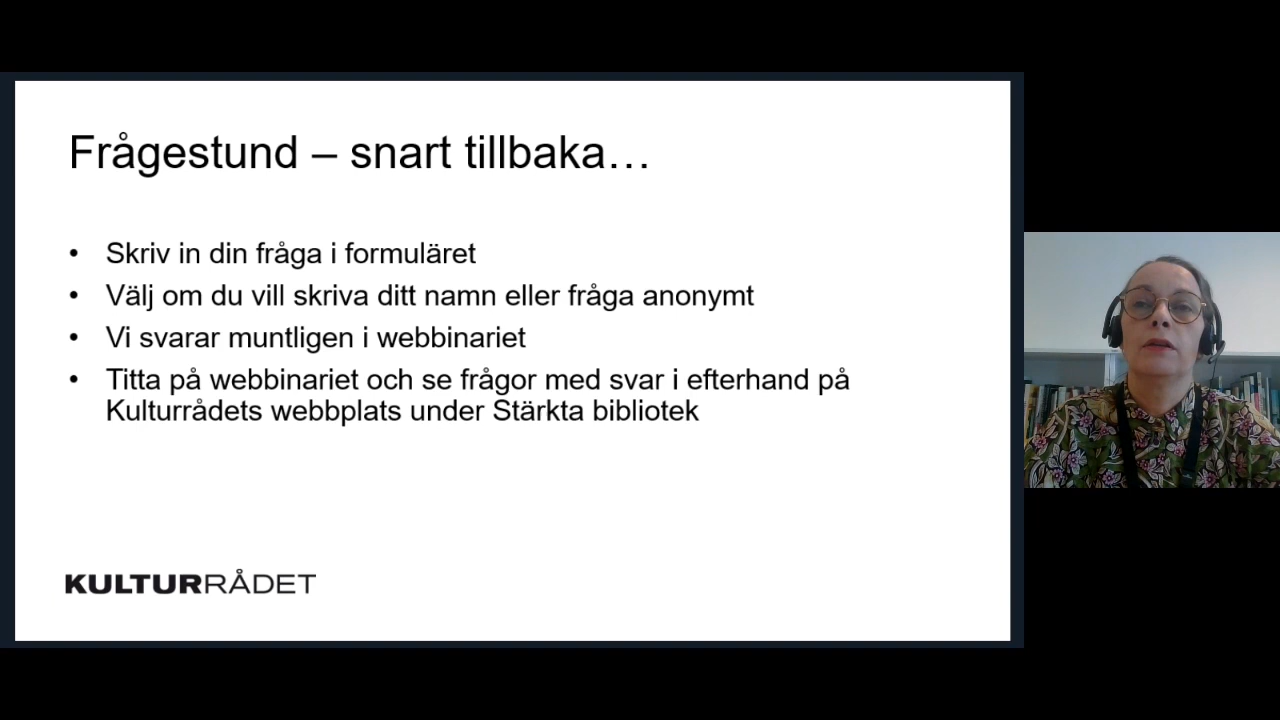 Frågestund – snart tillbaka…
• Skriv in din fråga i formuläret
• Välj om du vill skriva ditt namn eller fråga anonymt
• Vi svarar muntligen i webbinariet
• Titta på webbinariet och se frågor med svar i efterhand på
Kulturrådets webbplats under Stärkta bibliotek
KULTURRÅDET